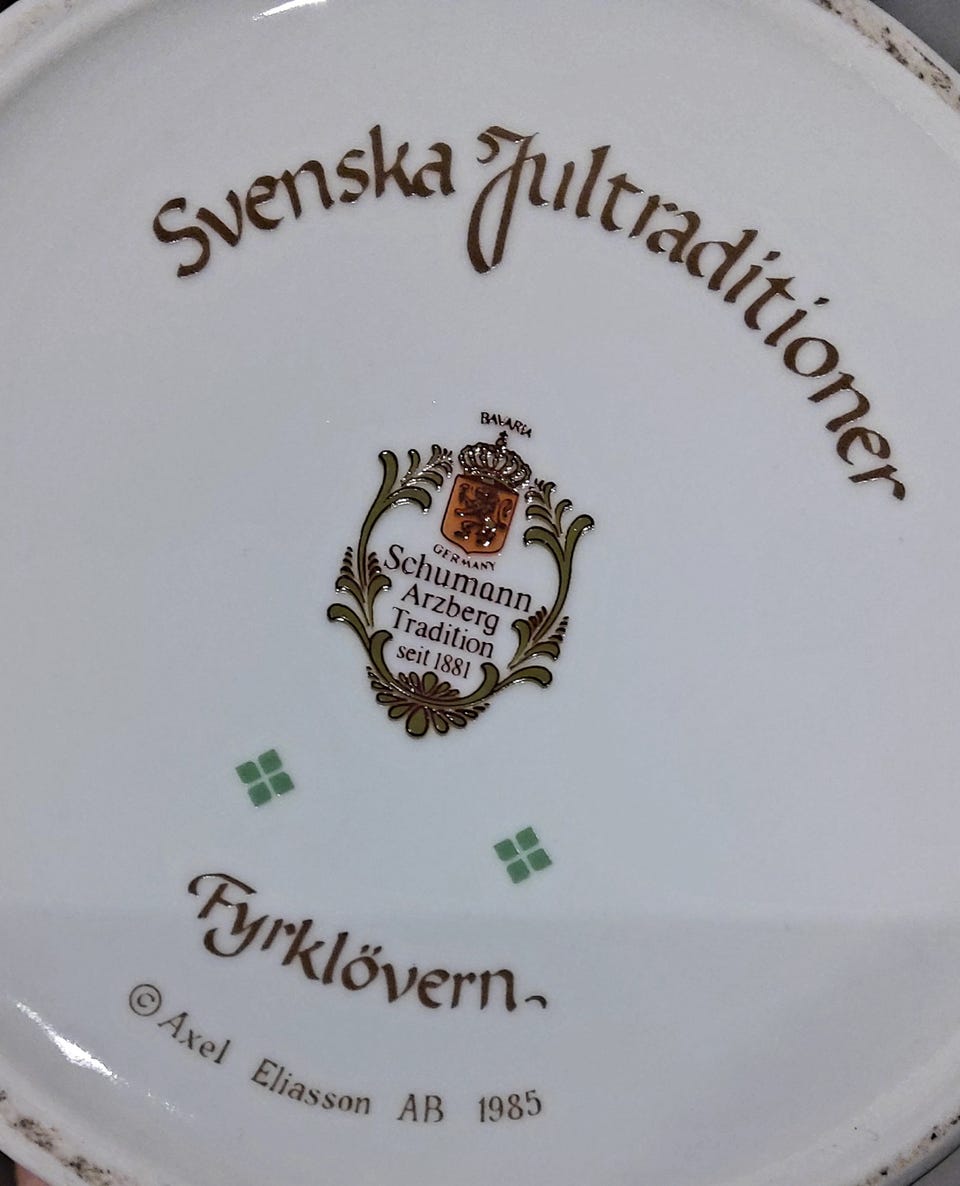 Svenska Jultraditioner
BAVARIA
GERMANY
Schumann
Arzberg
Tradition
seit 1881
Fyrklövern
© Axel Eliasson AB 1985